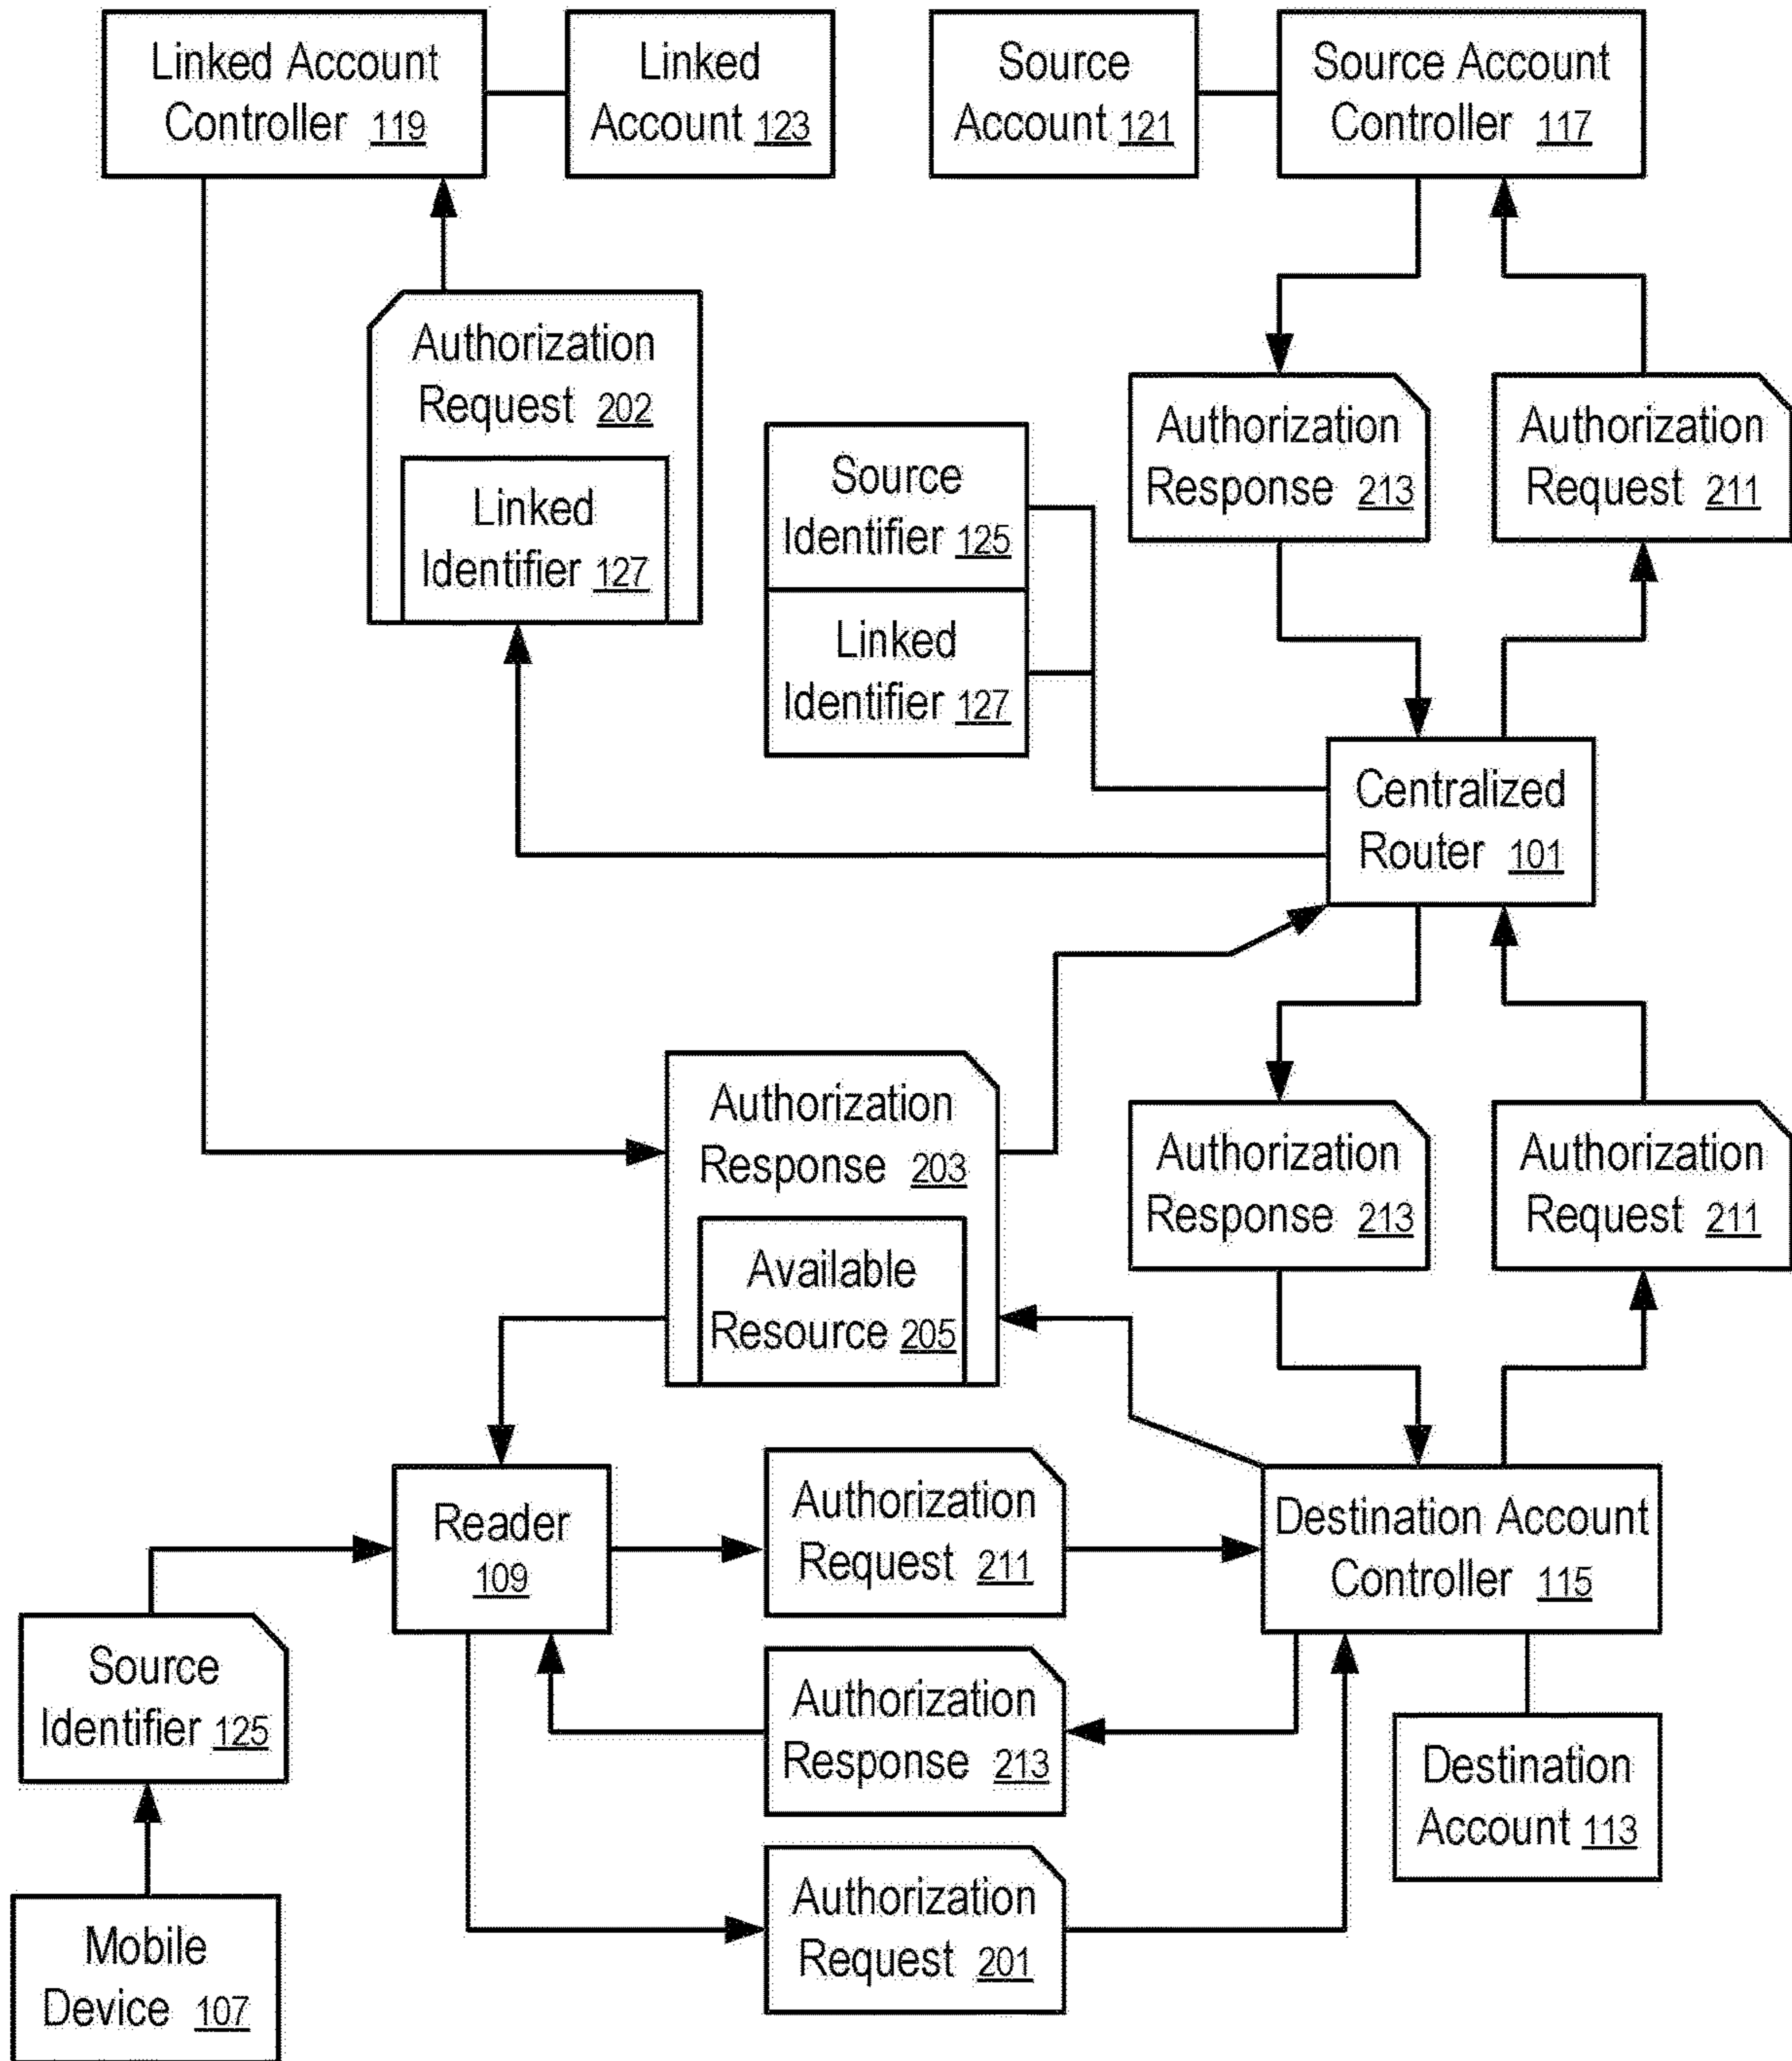 Linked Account
Controller 119
Linked
Account 123
Source
Account 121
Source Account
Controller 117
Authorization
Request 202
Linked
Identifier 127
Source
Identifier 125
Linked
Identifier 127
Authorization
Response 213
Authorization
Request 211
Centralized
Router 101
Authorization
Response 203
Available
Resource 205
Authorization
Response 213
Authorization
Request 211
Reader
109
Authorization
Request 211
Destination Account
Controller 115
Source
Identifier 125
Authorization
Response 213
Destination
Account 113
Mobile
Device 107
Authorization
Request 201